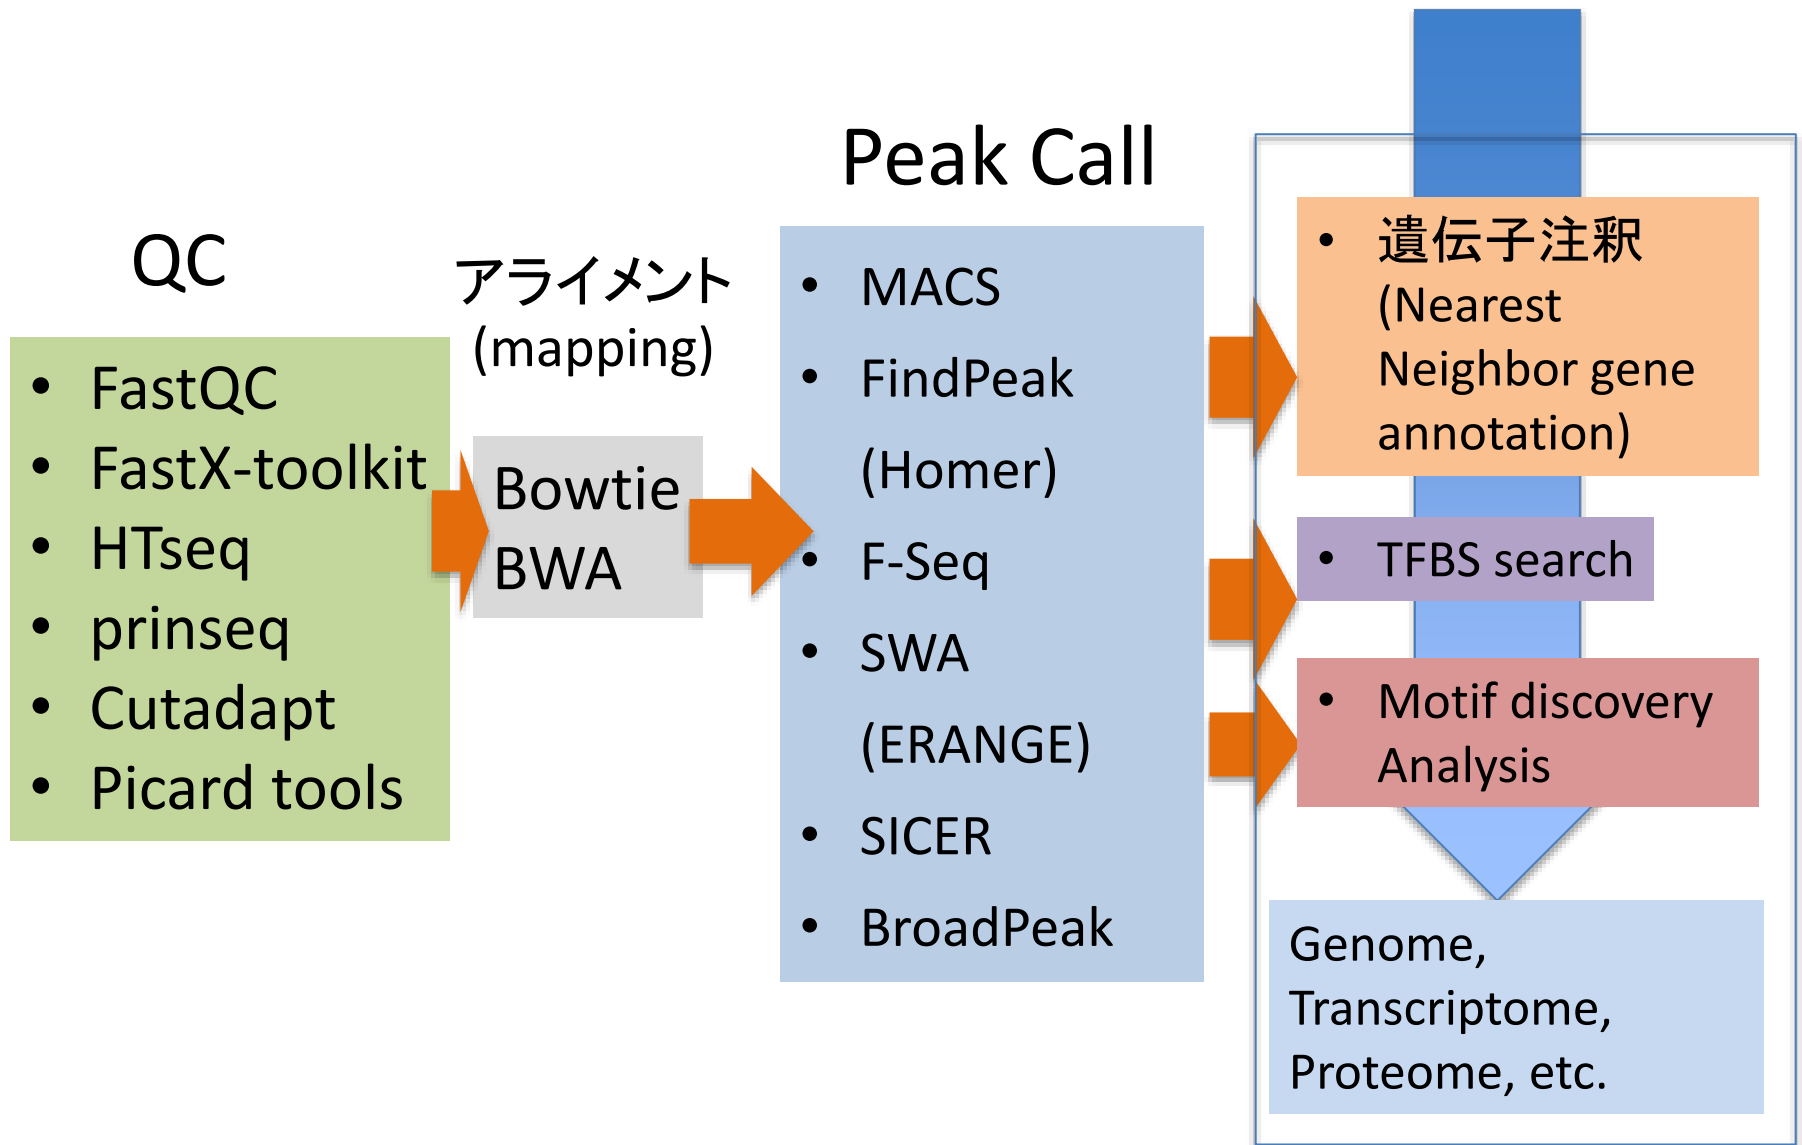 QC
• FastQC
• FastX-toolkit
• HTseq
• prinseq
• Cutadapt
• Picard tools
アライメント
(mapping)
Bowtie
BWA
Peak Call
• MACS
• FindPeak
(Homer)
• F-Seq
• SWA
(ERANGE)
• SICER
• BroadPeak
• 遺伝子注釈
(Nearest
Neighbor gene
annotation)
• TFBS search
• Motif discovery
Analysis
Genome,
Transcriptome,
Proteome, etc.